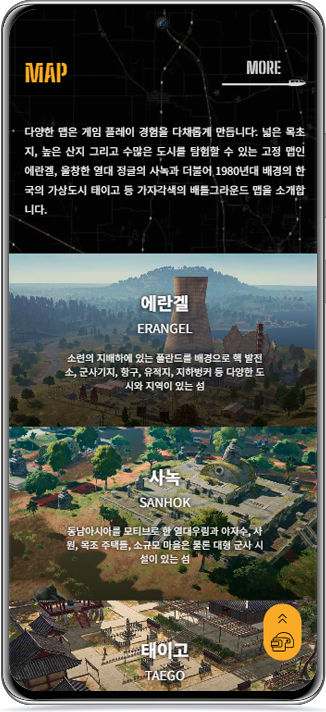 MAP
MORE
다양한 맵은 게임 플레이 경험을 다채롭게 만듭니다. 넓은 목초
지, 높은 산지 그리고 수많은 도시를 탐험할 수 있는 고정 맵인
에란겔, 울창한 열대 정글의 사녹과 더불어 1980년대 배경의 한
국의 가상도시 태이고 등 가자각색의 배틀그라운드 맵을 소개합
니다.
에란겔
ERANGEL
소련의 지배하에 있는 폴란드를 배경으로 핵 발전
소, 군사기지, 항구, 유적지, 지하벙커 등 다양한 도
시와 지역이 있는 섬
사녹
SANHOK
동남아시아를 모티브로 한 열대우림과 야자수, 사
원, 목조 주택들, 소규모 마을은 물론 대형 군사 시
설이 있는 섬
태이고
TAEGO